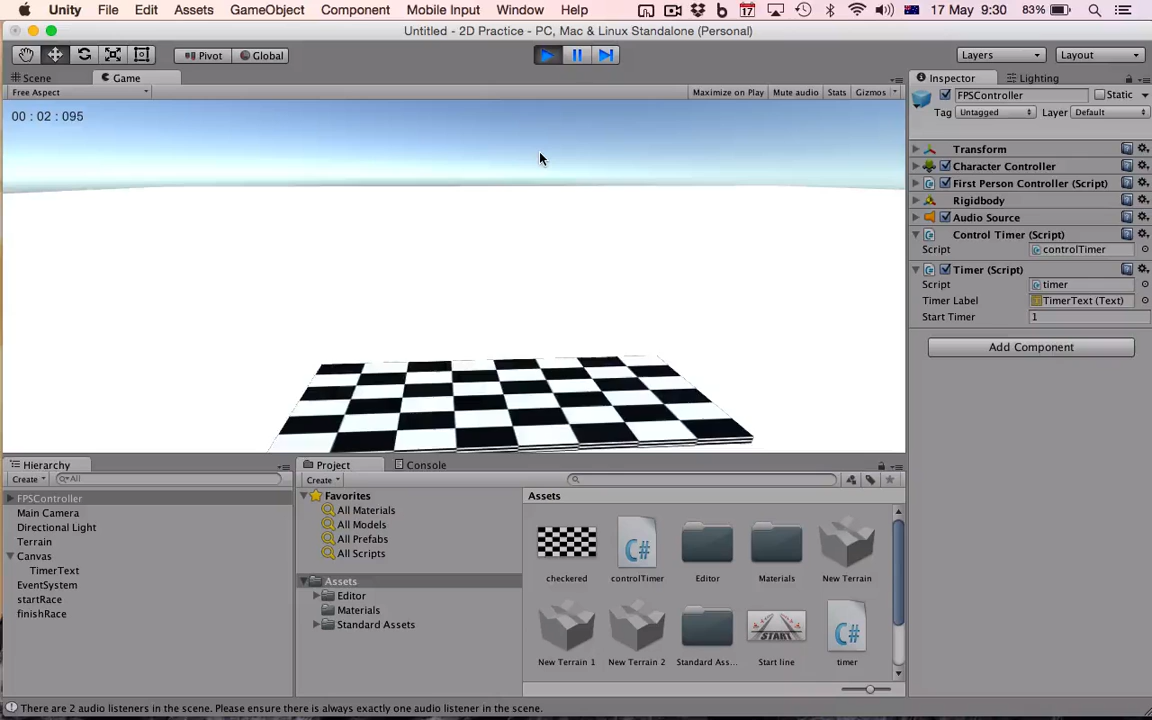 Unity File Edit Assets GameObject Component Mobile Input Window Help 17 17 May 9:30 83%
Untitled - 2D Practice - PC, Mac & Linux Standalone (Personal)
Pivot Global Layers Layout
Scene Game Inspector Lighting
Free Aspect Maximize on Play Mute audio Stats Gizmos
FPSController Static
Tag Untagged Layer Default
00 : 02 : 095
Transform
Character Controller
First Person Controller (Script)
Rigidbody
Audio Source
Control Timer (Script)
Script controlTimer
Timer (Script)
Script timer
Timer Label TimerText (Text)
Start Timer 1
Add Component
Hierarchy
Create All
FPSController
Main Camera
Directional Light
Terrain
Canvas
TimerText
EventSystem
startRace
finishRace
Project Console
Create
Favorites
All Materials
All Models
All Prefabs
All Scripts
Assets
Editor
Materials
Standard Assets
Assets
C#
checkered controlTimer Editor Materials New Terrain
START C#
New Terrain 1 New Terrain 2 Standard Ass... Start line timer
There are 2 audio listeners in the scene. Please ensure there is always exactly one audio listener in the scene.